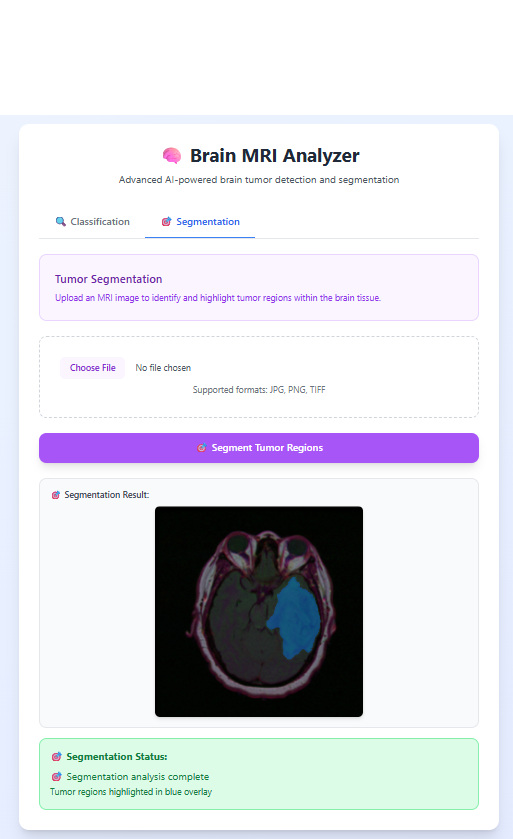 Brain MRI Analyzer
Advanced AI-powered brain tumor detection and segmentation
Classification Segmentation
Tumor Segmentation
Upload an MRI image to identify and highlight tumor regions within the brain tissue.
Choose File No file chosen
Supported formats: JPG, PNG, TIFF
Segment Tumor Regions
Segmentation Result:
Segmentation Status:
Segmentation analysis complete
Tumor regions highlighted in blue overlay